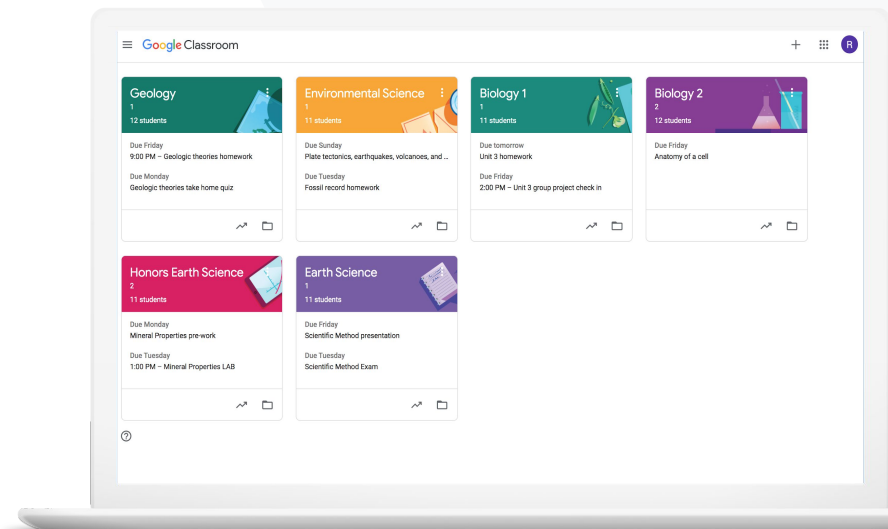 Google Classroom
R
Geology
1
12 students
Due Friday
9:00 PM – Geologic theories homework
Due Monday
Geologic theories take home quiz
Environmental Science
1
11 students
Due Sunday
Plate tectonics, earthquakes, volcanoes, and ...
Due Tuesday
Fossil record homework
Biology 1
1
11 students
Due tomorrow
Unit 3 homework
Due Friday
2:00 PM – Unit 3 group project check in
Biology 2
2
12 students
Due Friday
Anatomy of a cell
Honors Earth Science
2
11 students
Due Monday
Mineral Properties pre-work
Due Tuesday
1:00 PM – Mineral Properties LAB
Earth Science
1
11 students
Due Friday
Scientific Method presentation
Due Tuesday
Scientific Method Exam